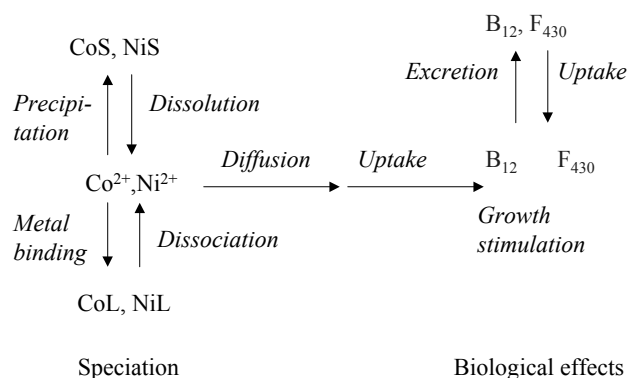 B₁₂, F₄₃₀
CoS, NiS
Excretion
Uptake
Precipi-
tation
Dissolution
Diffusion
Uptake
B₁₂ F₄₃₀
Co²⁺,Ni²⁺
Metal
binding
Dissociation
Growth
stimulation
CoL, NiL
Speciation
Biological effects